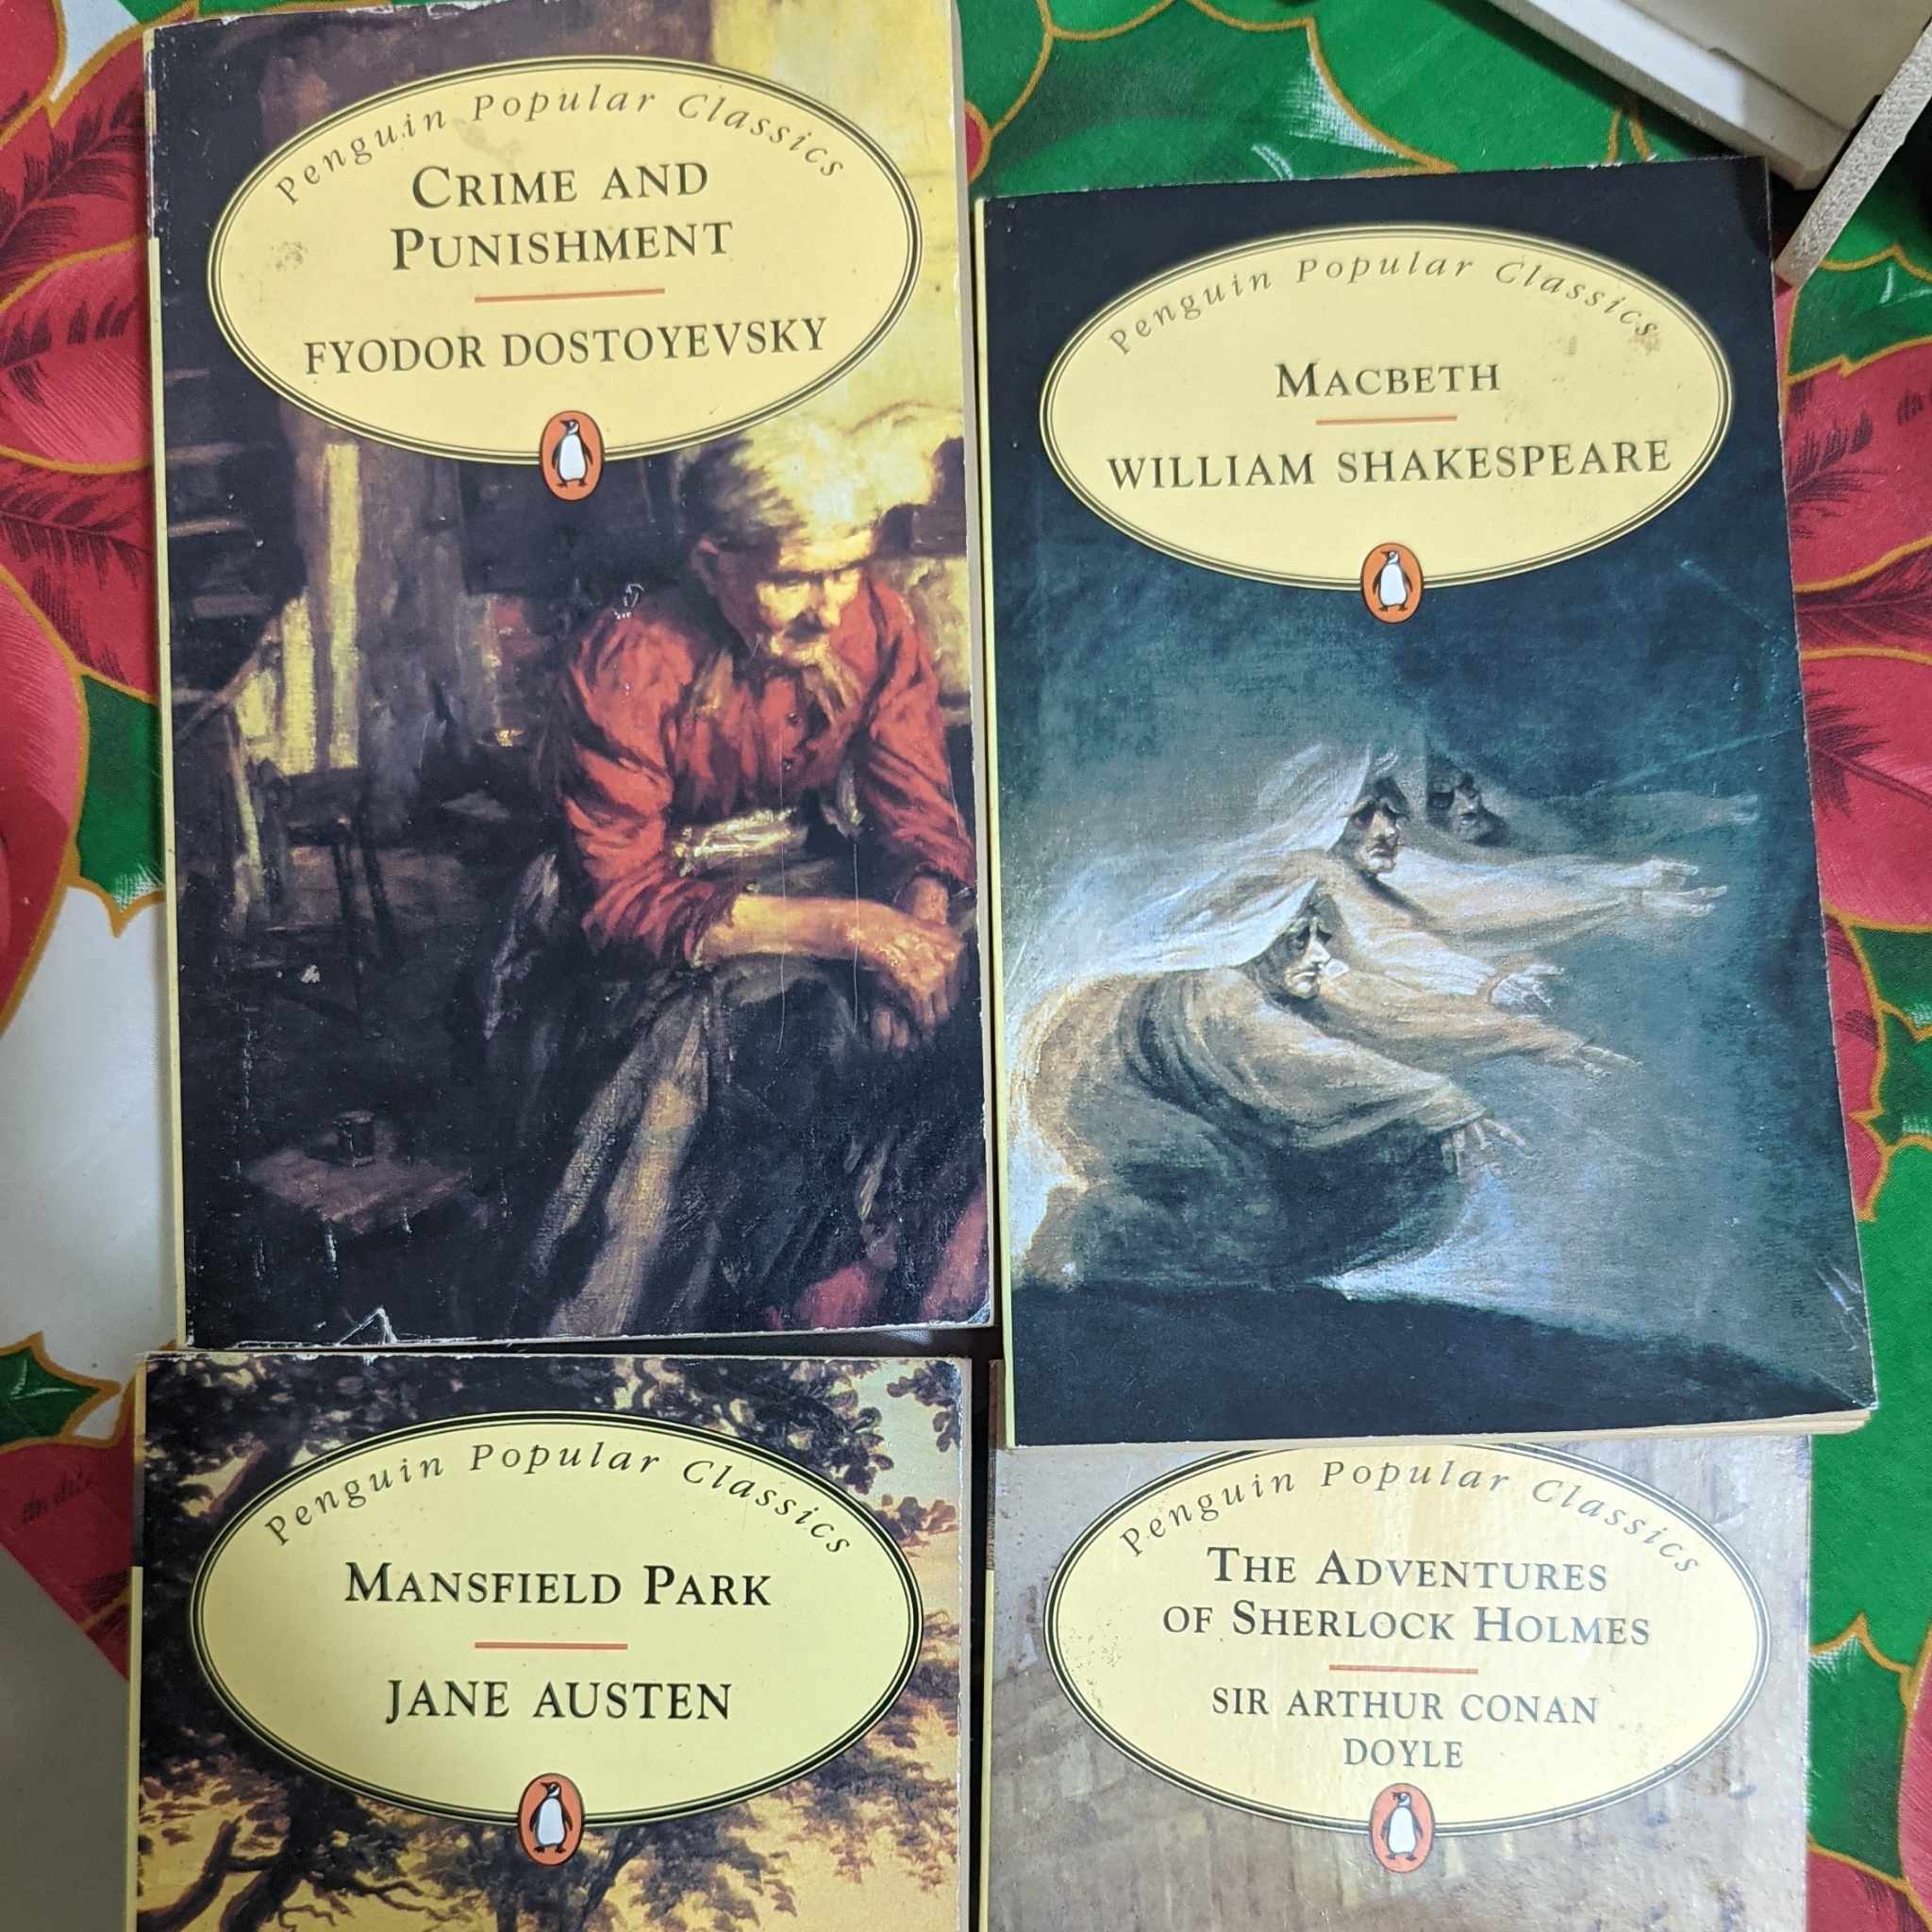 Penguin Popular Classics
CRIME AND
PUNISHMENT
FYODOR DOSTOYEVSKY
Penguin Popular Classics
MACBETH
WILLIAM SHAKESPEARE
Penguin Popular Classics
MANSFIELD PARK
JANE AUSTEN
Penguin Popular Classics
THE ADVENTURES
OF SHERLOCK HOLMES
SIR ARTHUR CONAN
DOYLE